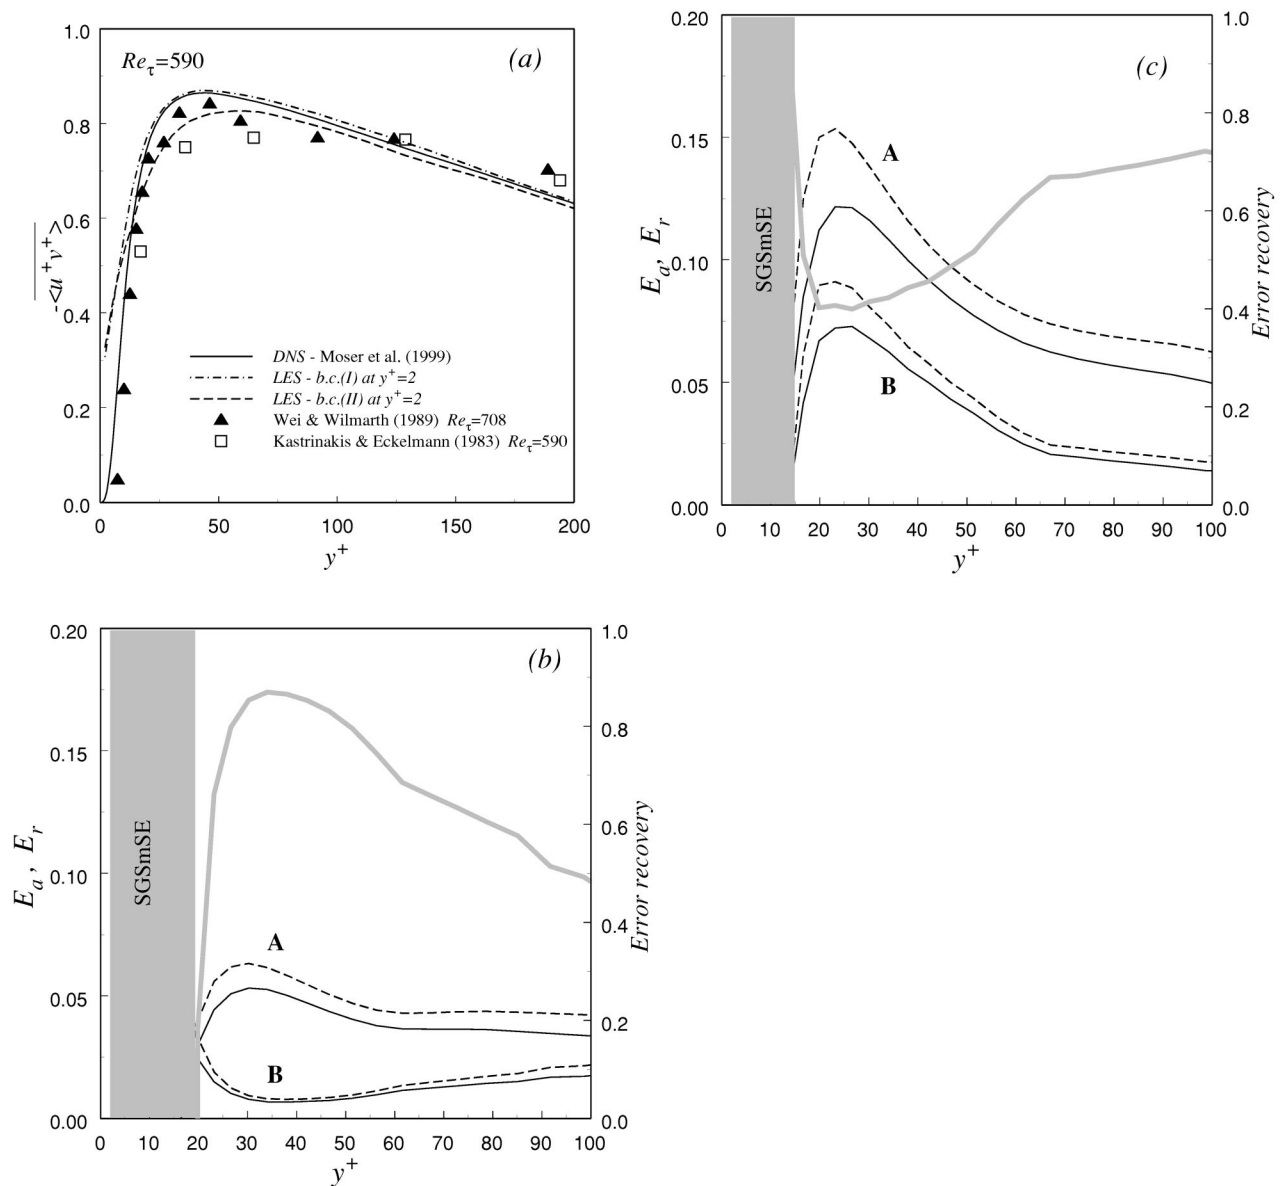 (a)
Re_τ=590
1.0
0.8
0.6
0.4
0.2
0.0
-<u⁺v⁺>
DNS - Moser et al. (1999)
LES - b.c.(I) at y⁺=2
LES - b.c.(II) at y⁺=2
Wei & Wilmarth (1989) Re_τ=708
Kastrinakis & Eckelmann (1983) Re_τ=590
0 50 100 150 200
y⁺
(c)
0.20
0.15
0.10
0.05
0.00
E_a, E_r
SGSmSE
A
B
1.0
0.8
0.6
0.4
0.2
0.0
Error recovery
0 10 20 30 40 50 60 70 80 90 100
y⁺
(b)
0.20
0.15
0.10
0.05
0.00
E_a, E_r
SGSmSE
A
B
1.0
0.8
0.6
0.4
0.2
0.0
Error recovery
0 10 20 30 40 50 60 70 80 90 100
y⁺